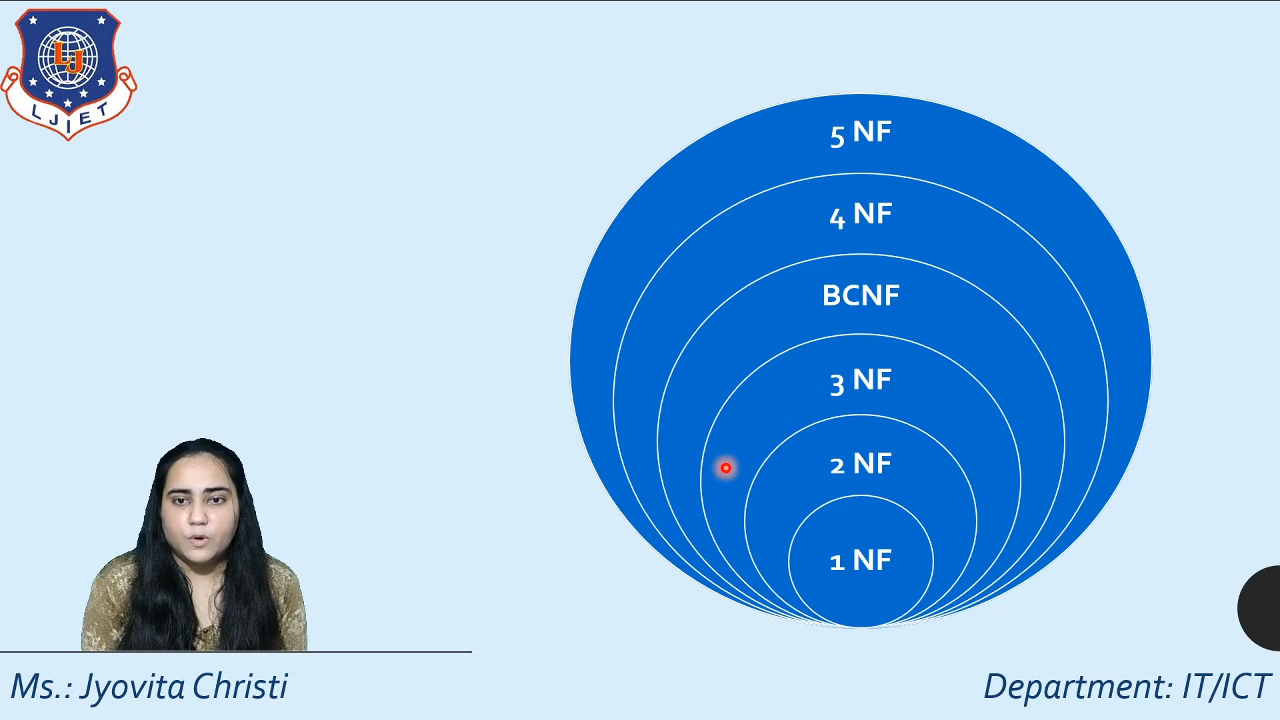 LJ
LJIET
5 NF
4 NF
BCNF
3 NF
2 NF
1 NF
Ms.: Jyovita Christi
Department: IT/ICT